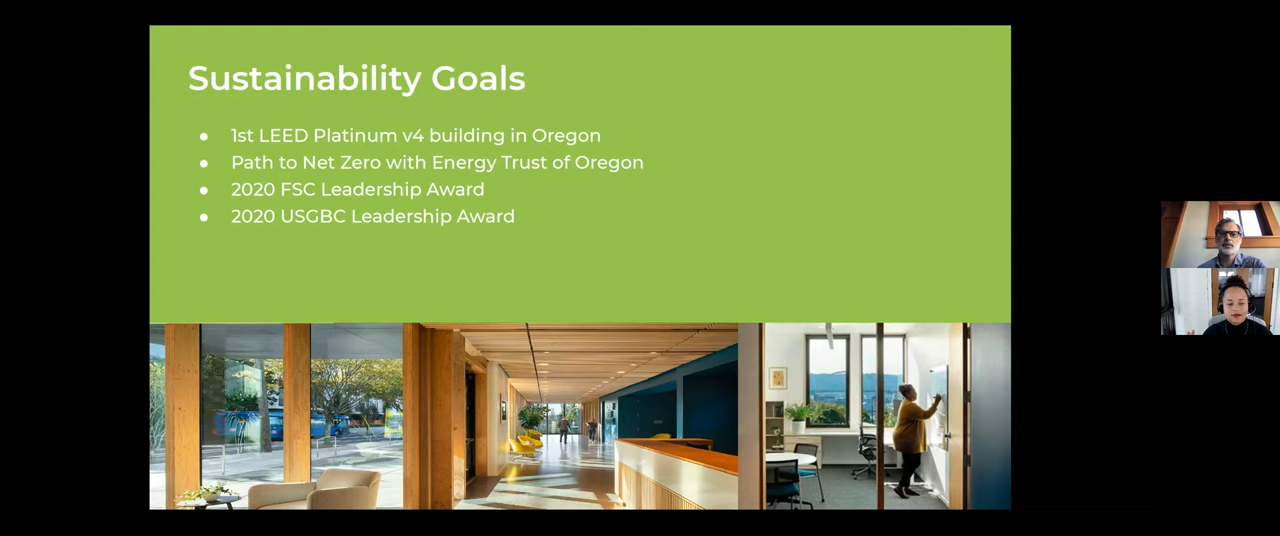 Sustainability Goals
● 1st LEED Platinum v4 building in Oregon
● Path to Net Zero with Energy Trust of Oregon
● 2020 FSC Leadership Award
● 2020 USGBC Leadership Award